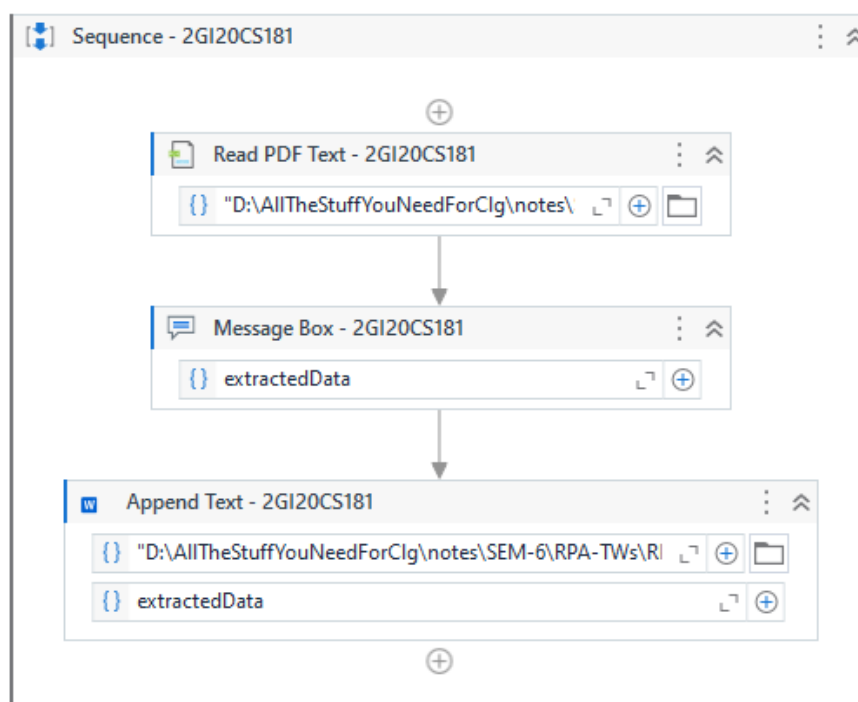 Sequence - 2GI20CS181
Read PDF Text - 2GI20CS181
"D:\AllTheStuffYouNeedForClg\notes\
Message Box - 2GI20CS181
extractedData
W
Append Text - 2GI20CS181
"D:\AllTheStuffYouNeedForClg\notes\SEM-6\RPA-TWs\
extractedData